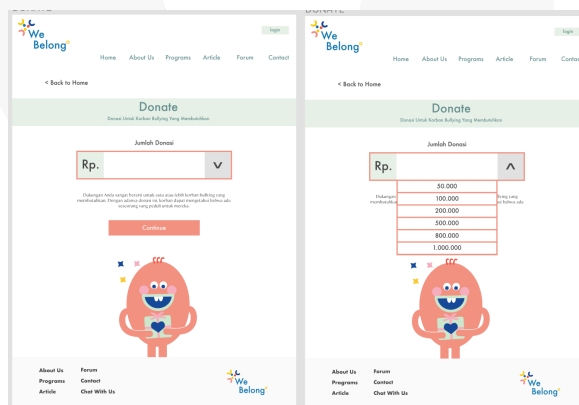 DONATE
We
Belong
login
Home About Us Programs Article Forum Contact
< Back to Home
Donate
Donasi Untuk Korban Bullying Yang Membutuhkan
Jumlah Donasi
Rp.
Dukungan Anda sangat berarti untuk satu atau lebih korban bullying yang
membutuhkan. Dengan adanya donasi ini, korban dapat mengetahui bahwa ada
seseorang yang peduli untuk mereka.
Continue
About Us Forum
Programs Contact
Article Chat With Us
We
Belong
DONATE
We
Belong
login
Home About Us Programs Article Forum Contact
< Back to Home
Donate
Donasi Untuk Korban Bullying Yang Membutuhkan
Jumlah Donasi
Rp.
50.000
100.000
200.000
500.000
800.000
1.000.000
Dukungan
yang
bahwa ada
About Us Forum
Programs Contact
Article Chat With Us
We
Belong